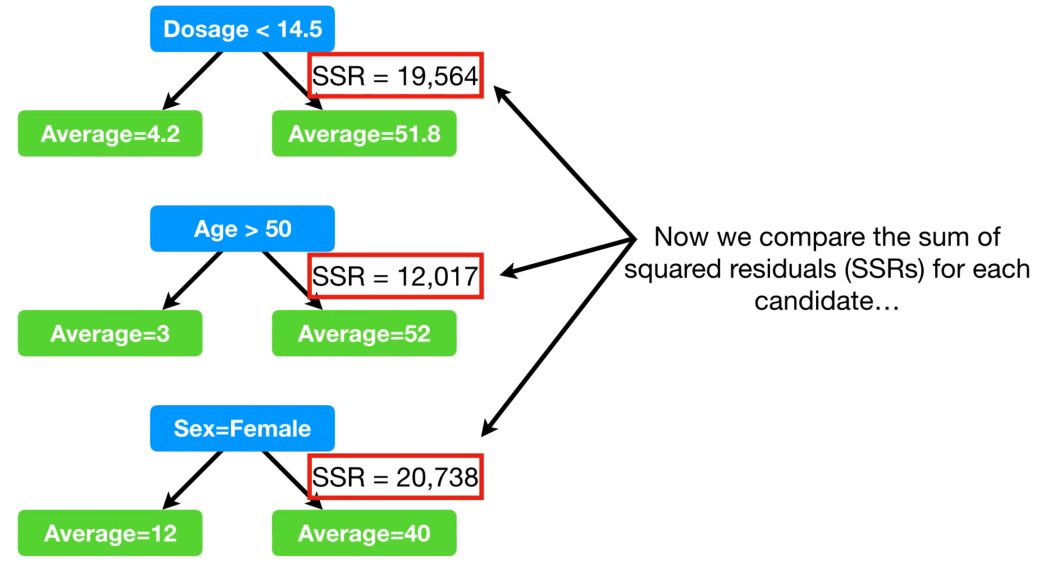 Dosage < 14.5
SSR = 19,564
Average=4.2
Average=51.8
Age > 50
SSR = 12,017
Average=3
Average=52
Sex=Female
SSR = 20,738
Average=12
Average=40
Now we compare the sum of
squared residuals (SSRs) for each
candidate…